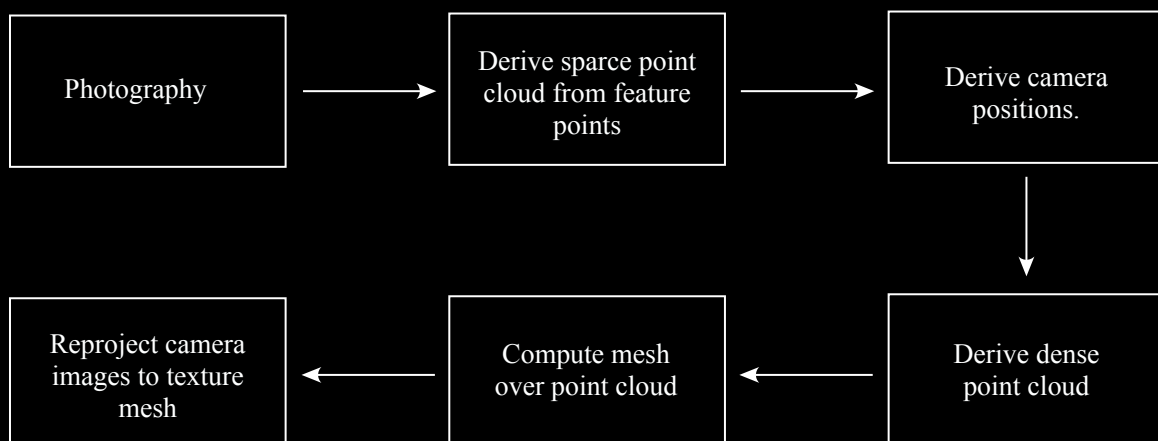 Photography
Derive sparce point
cloud from feature
points
Derive camera
positions.
Derive dense
point cloud
Compute mesh
over point cloud
Reproject camera
images to texture
mesh